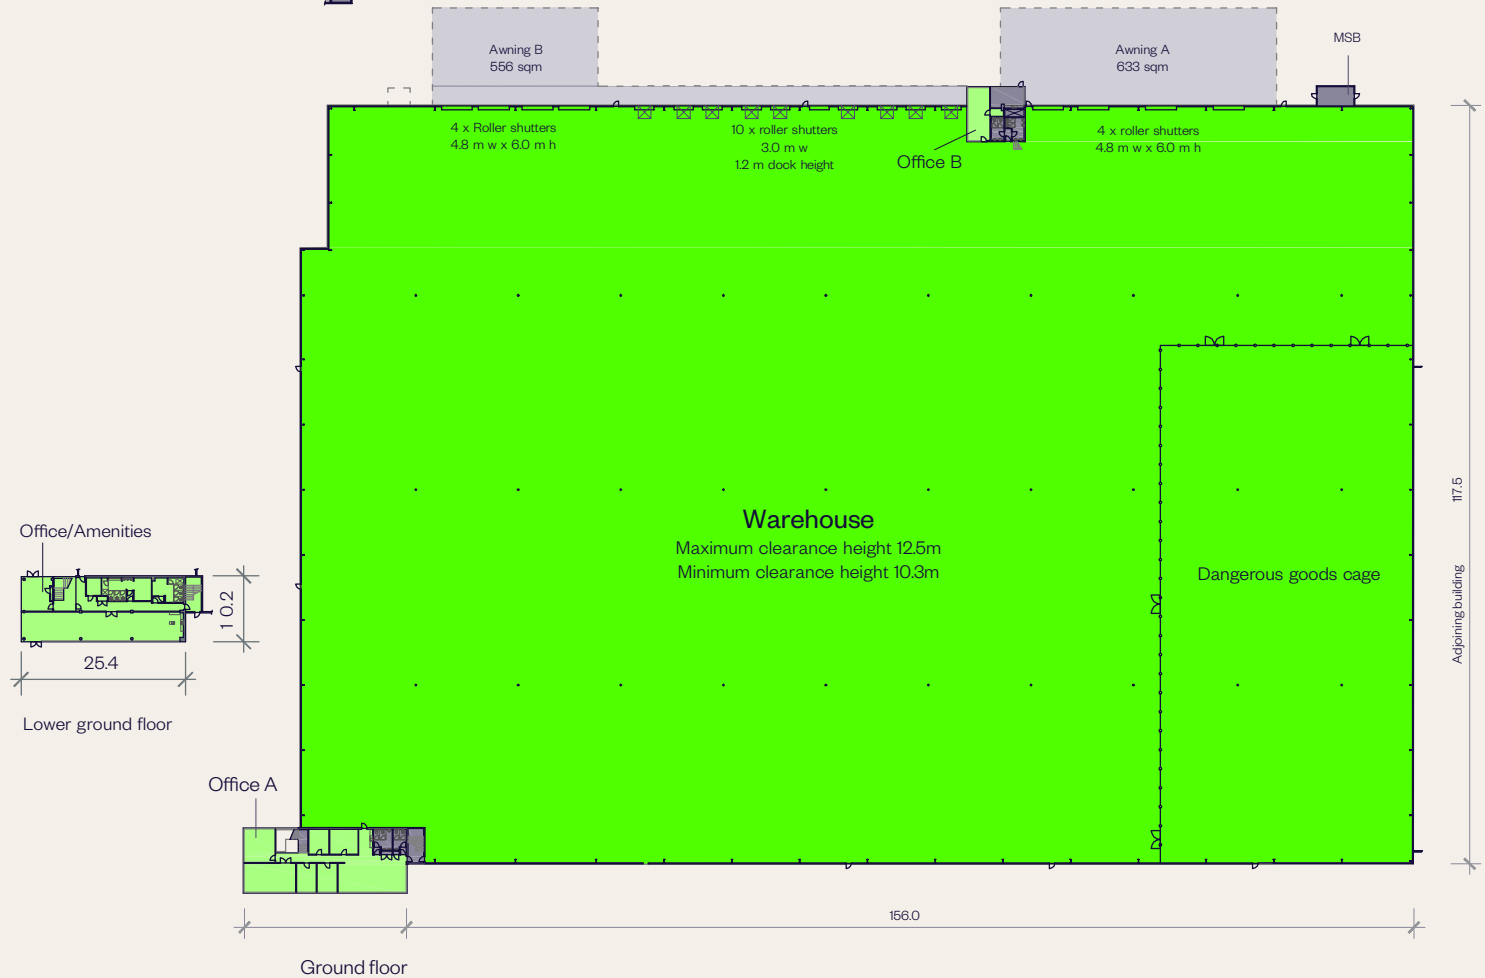 Awning B
556 sqm
Awning A
633 sqm
MSB
4 x Roller shutters
4.8 m w x 6.0 m h
10 x roller shutters
3.0 m w
1.2 m dock height
Office B
4 x roller shutters
4.8 m w x 6.0 m h
Warehouse
Maximum clearance height 12.5m
Minimum clearance height 10.3m
Dangerous goods cage
Adjoining building
117.5
Office/Amenities
10.2
25.4
Lower ground floor
Office A
156.0
Ground floor